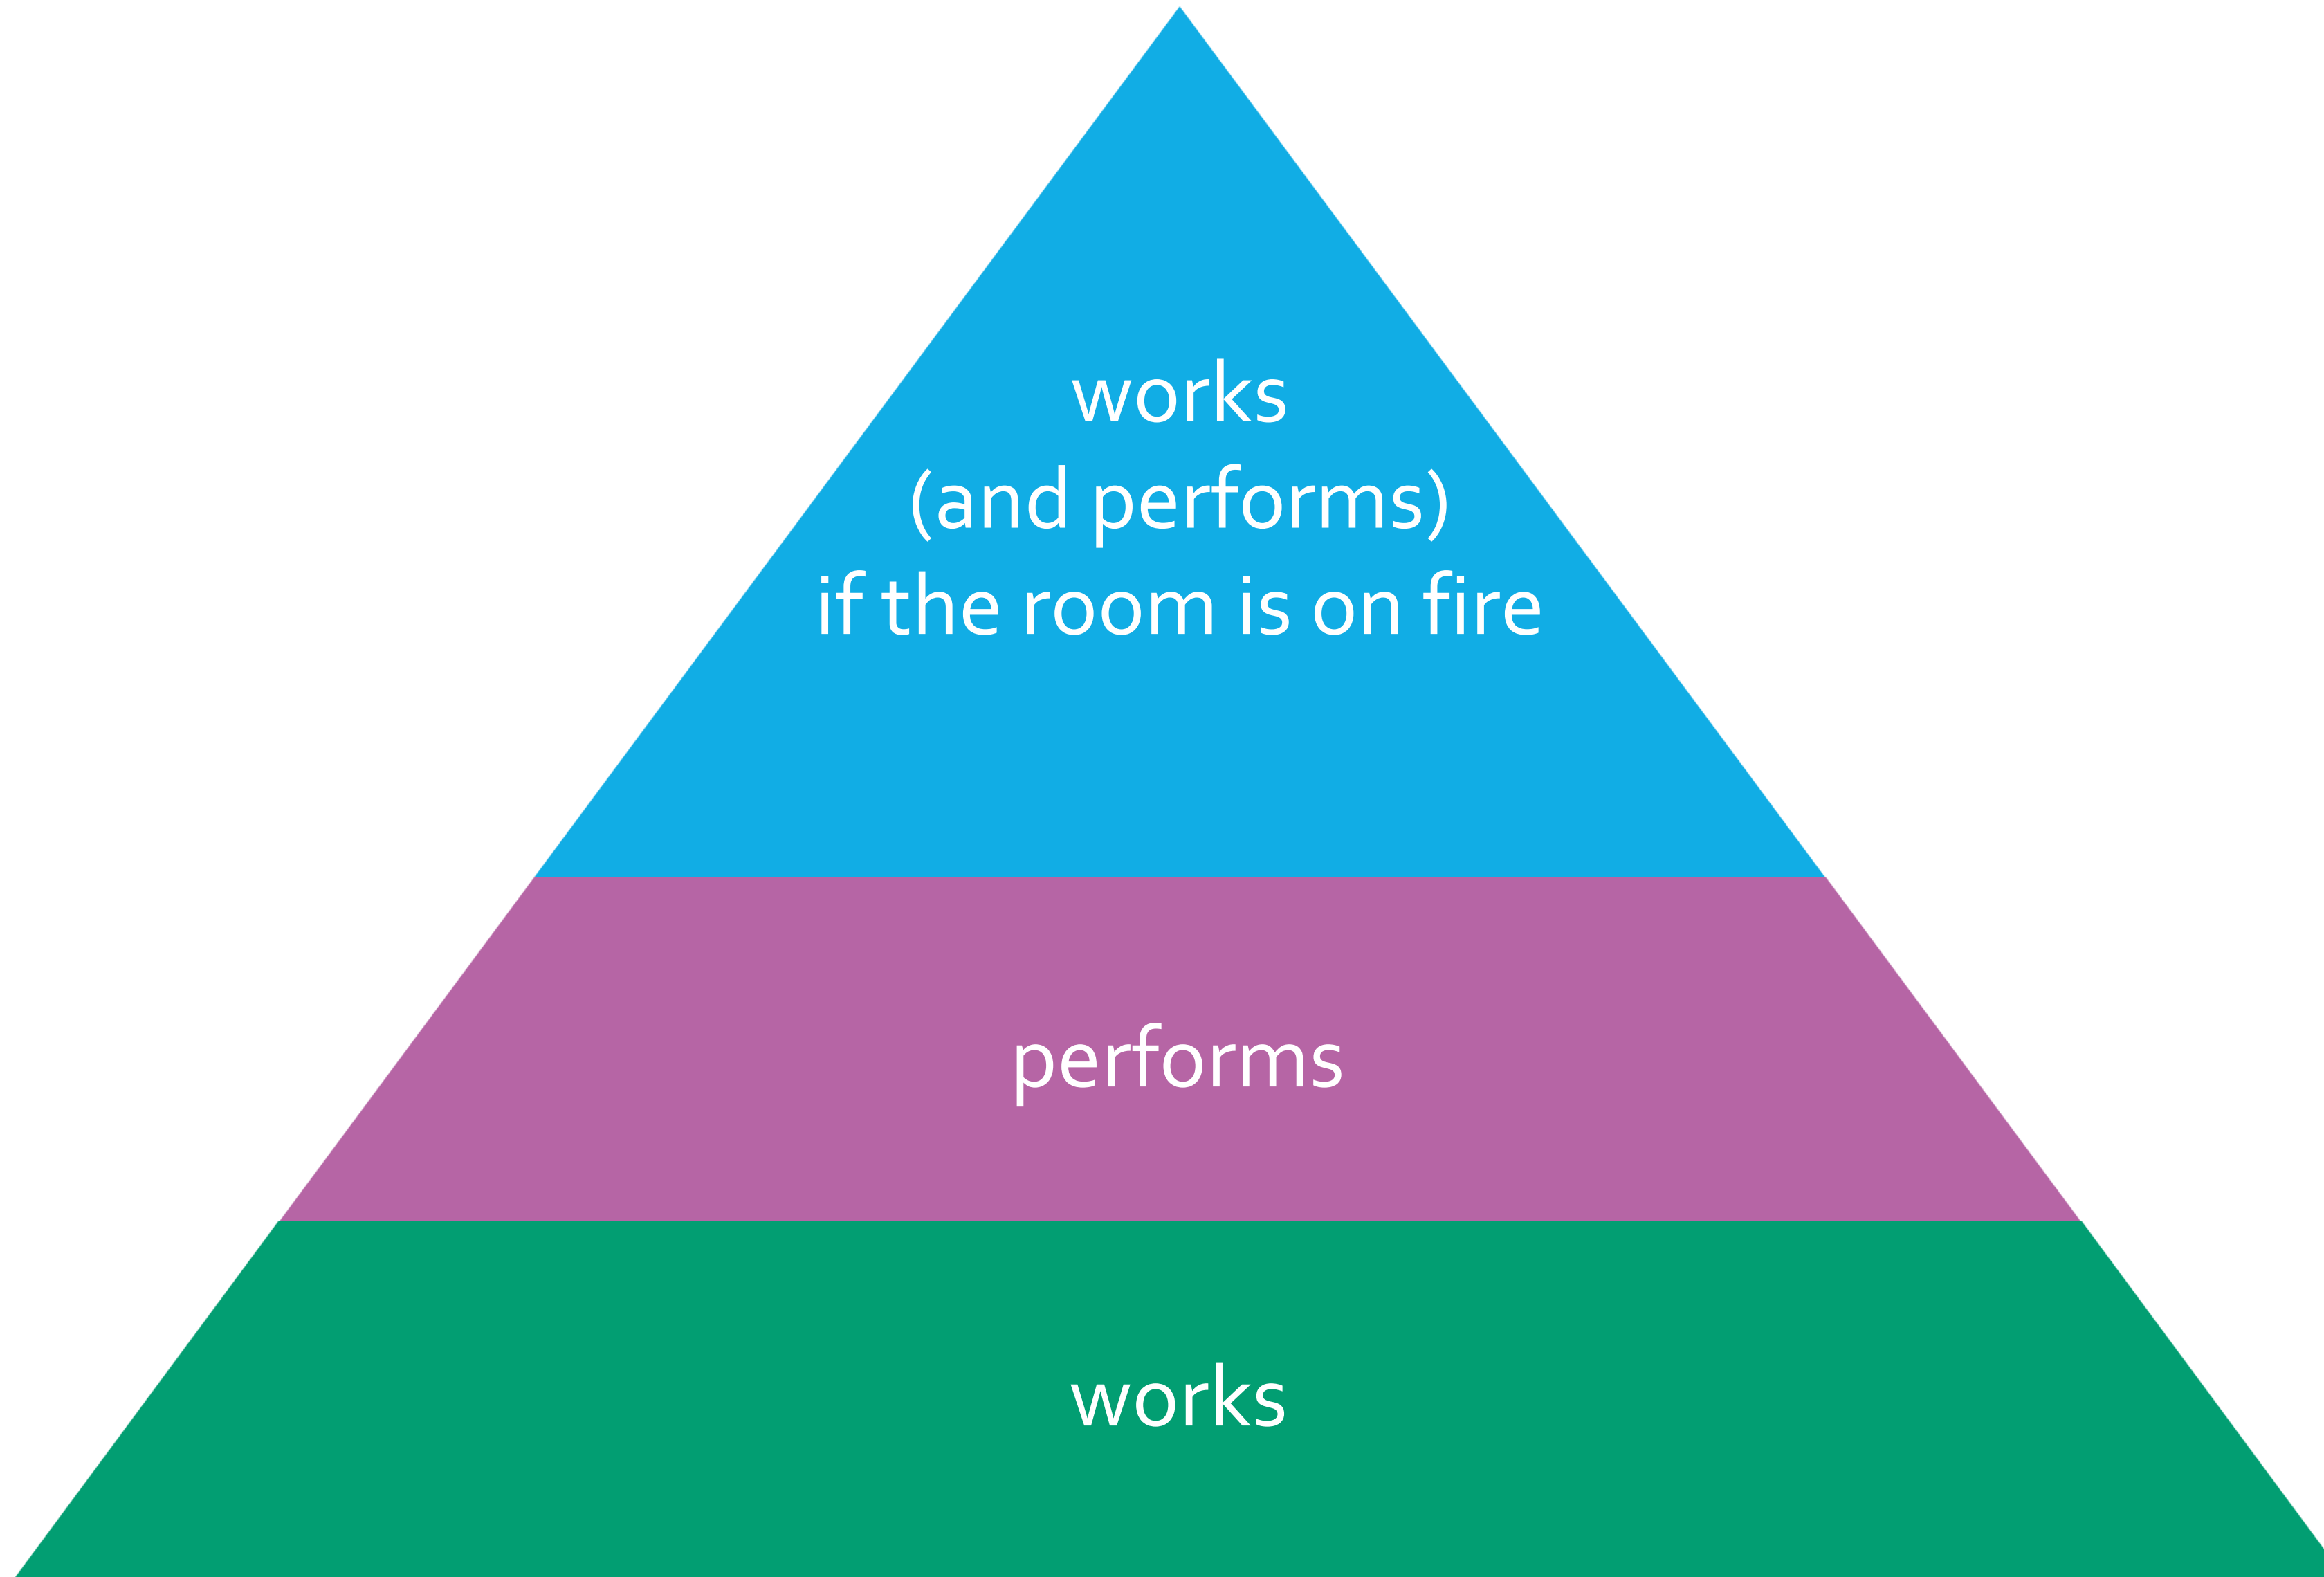 works
(and performs)
if the room is on fire
performs
works